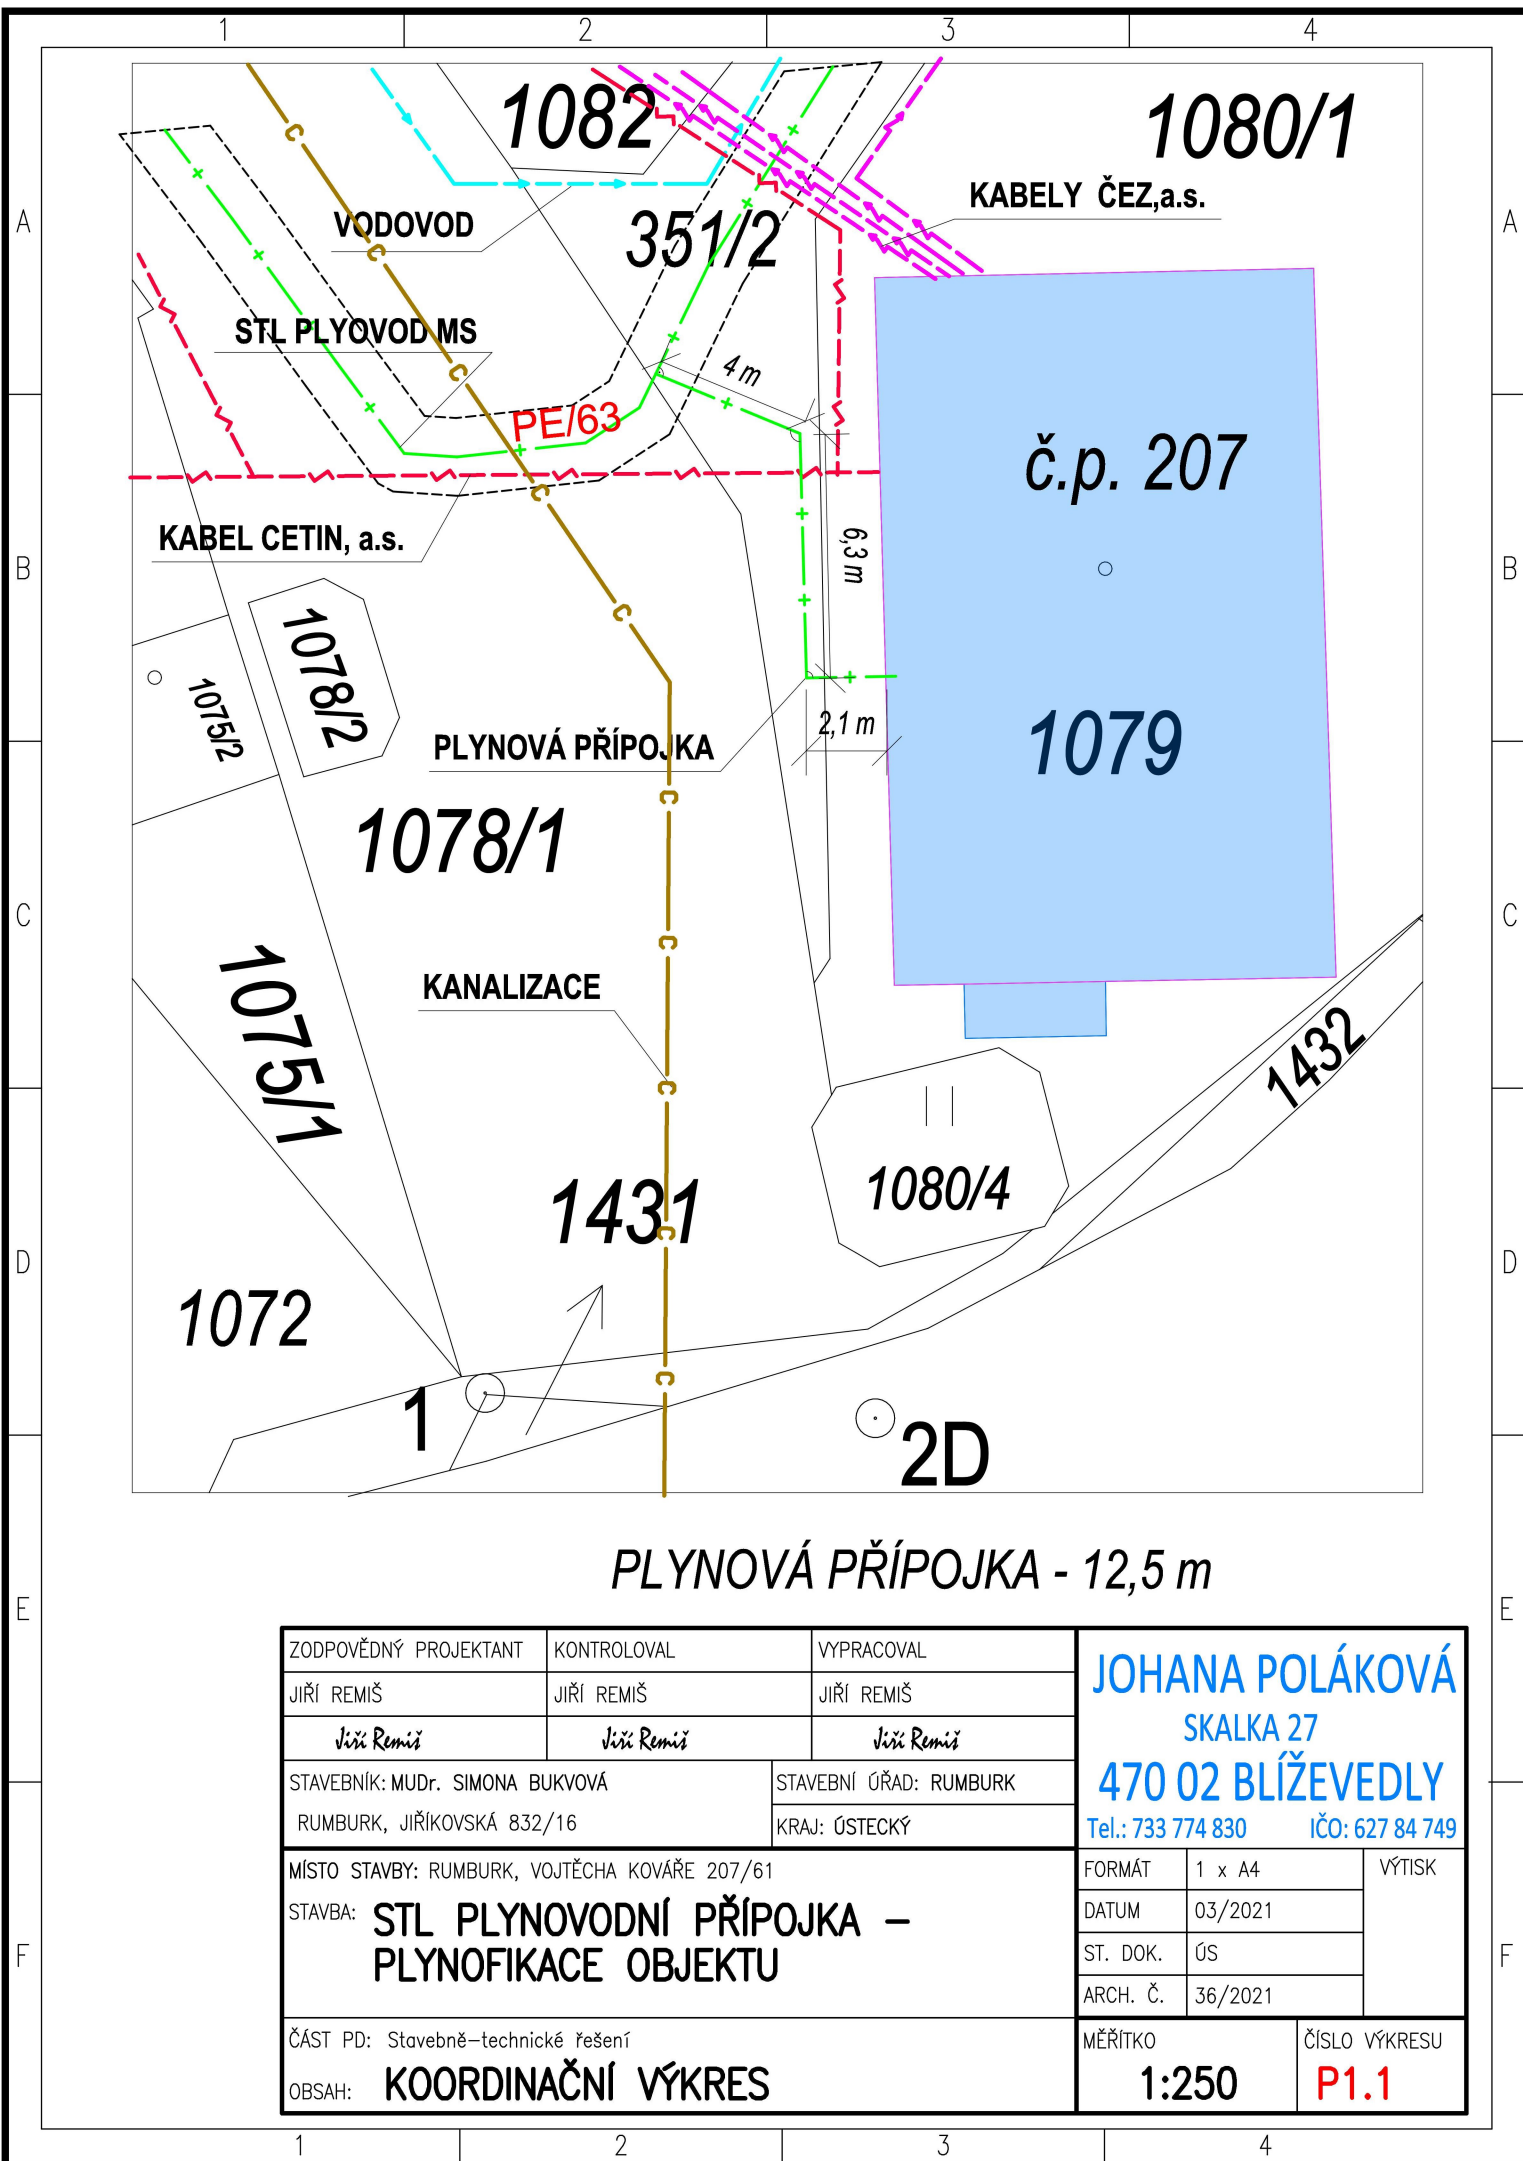 1 2 3 4
A A
B B
C C
D D
E E
F F
1082
1080/1
KABELY ČEZ,a.s.
VODOVOD
351/2
STL PLYOVOD MS
4 m
PE/63
č.p. 207
KABEL CETIN, a.s.
6,3 m
1078/2
1075/2
2,1 m
PLYNOVÁ PŘÍPOJKA
1079
1078/1
1075/1
KANALIZACE
1432
1080/4
1431
1072
1
2D
C C C C C C C C C C
PLYNOVÁ PŘÍPOJKA - 12,5 m
ZODPOVĚDNÝ PROJEKTANT KONTROLOVAL VYPRACOVAL
JIŘÍ REMIŠ JIŘÍ REMIŠ JIŘÍ REMIŠ
Jiří Remiš Jiří Remiš Jiří Remiš
STAVEBNÍK: MUDr. SIMONA BUKVOVÁ
RUMBURK, JIŘÍKOVSKÁ 832/16
STAVEBNÍ ÚŘAD: RUMBURK
KRAJ: ÚSTECKÝ
JOHANA POLÁKOVÁ
SKALKA 27
470 02 BLÍŽEVEDLY
Tel.: 733 774 830 IČO: 627 84 749
MÍSTO STAVBY: RUMBURK, VOJTĚCHA KOVÁŘE 207/61
STAVBA: STL PLYNOVODNÍ PŘÍPOJKA –
PLYNOFIKACE OBJEKTU
FORMÁT 1 x A4 VÝTISK
DATUM 03/2021
ST. DOK. ÚS
ARCH. Č. 36/2021
ČÁST PD: Stavebně–technické řešení
OBSAH: KOORDINAČNÍ VÝKRES
MĚŘÍTKO
1:250
ČÍSLO VÝKRESU
P1.1
1 2 3 4